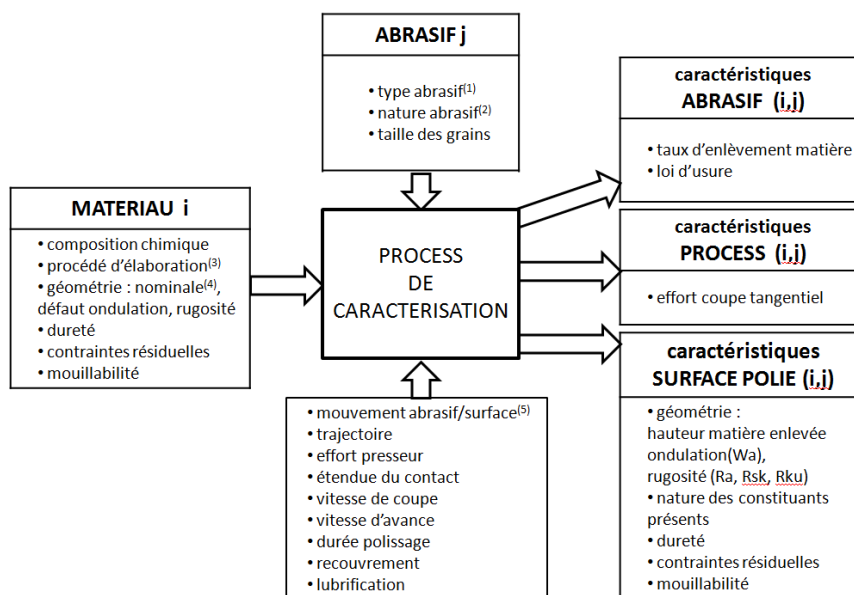 ABRASIF j
• type abrasif(1)
• nature abrasif(2)
• taille des grains
MATERIAU i
• composition chimique
• procédé d'élaboration(3)
• géométrie : nominale(4),
défaut ondulation, rugosité
• dureté
• contraintes résiduelles
• mouillabilité
PROCESS
DE
CARACTERISATION
• mouvement abrasif/surface(5)
• trajectoire
• effort presseur
• étendue du contact
• vitesse de coupe
• vitesse d'avance
• durée polissage
• recouvrement
• lubrification
caractéristiques
ABRASIF (i,j)
• taux d'enlèvement matière
• loi d'usure
caractéristiques
PROCESS (i,j)
• effort coupe tangentiel
caractéristiques
SURFACE POLIE (i,j)
• géométrie :
hauteur matière enlevée
ondulation(Wa),
rugosité (Ra, Rsk, Rku)
• nature des constituants
présents
• dureté
• contraintes résiduelles
• mouillabilité